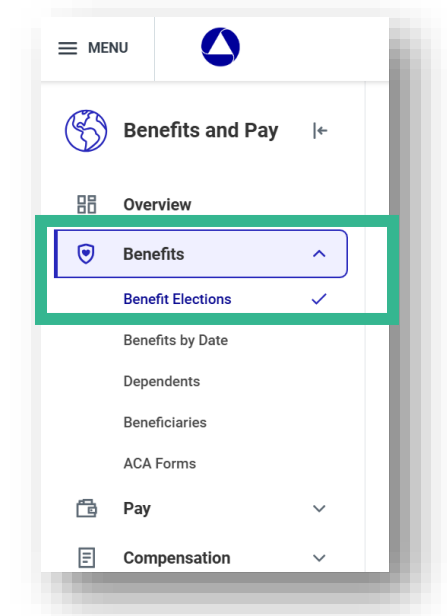 MENU
Benefits and Pay
Overview
Benefits
Benefit Elections
Benefits by Date
Dependents
Beneficiaries
ACA Forms
Pay
Compensation